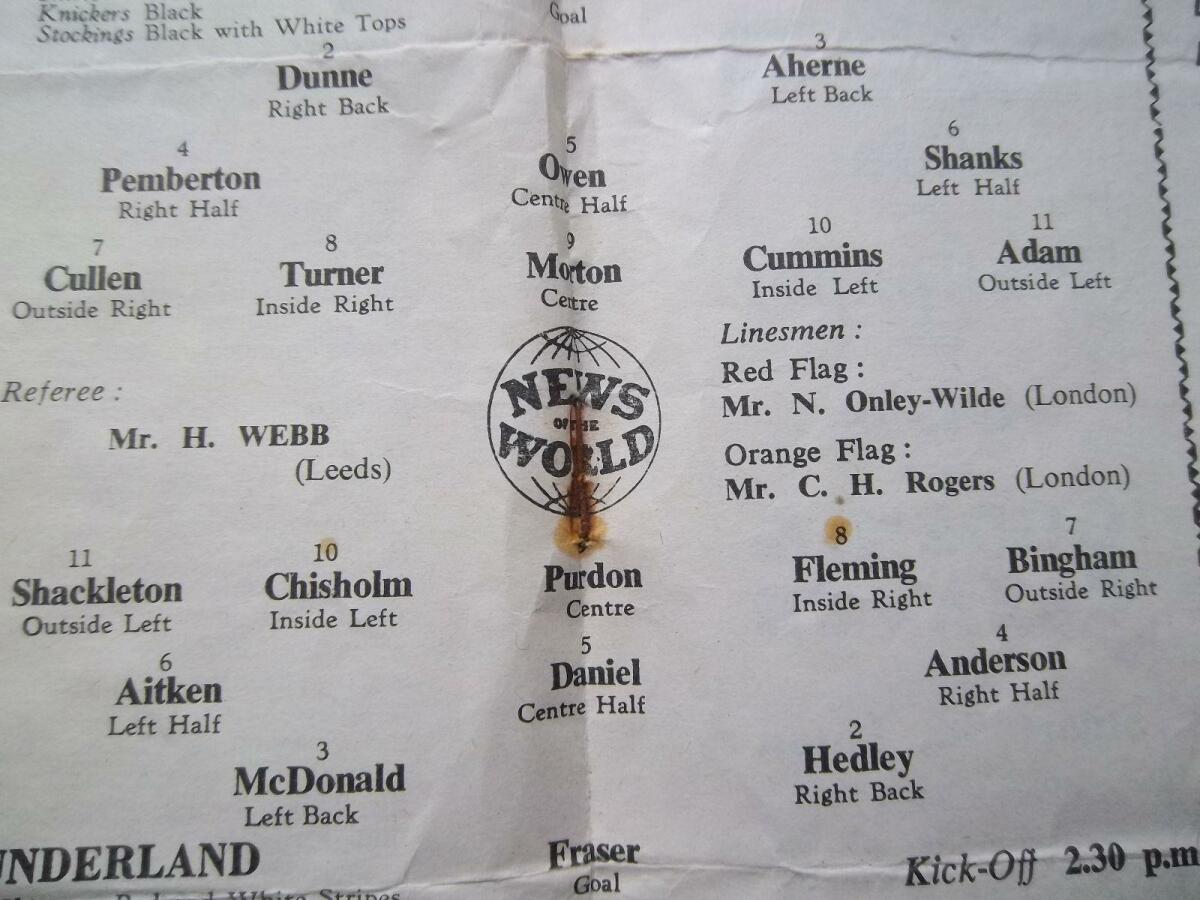 Knickers Black
Stockings Black with White Tops
Goal
2
Dunne
Right Back
3
Aherne
Left Back
4
Pemberton
Right Half
5
Owen
Centre Half
6
Shanks
Left Half
7
Cullen
Outside Right
8
Turner
Inside Right
9
Morton
Centre
10
Cummins
Inside Left
11
Adam
Outside Left
Referee :
Mr. H. WEBB
(Leeds)
NEWS
OF THE
WORLD
Linesmen :
Red Flag :
Mr. N. Onley-Wilde (London)
Orange Flag :
Mr. C. H. Rogers (London)
11
Shackleton
Outside Left
10
Chisholm
Inside Left
Purdon
Centre
8
Fleming
Inside Right
7
Bingham
Outside Right
6
Aitken
Left Half
5
Daniel
Centre Half
4
Anderson
Right Half
3
McDonald
Left Back
2
Hedley
Right Back
UNDERLAND
Fraser
Goal
Kick-Off 2.30 p.m
Red and White Stripes